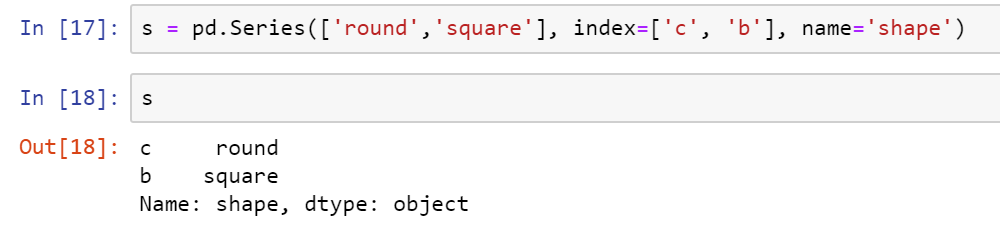 In [17]: s = pd.Series(['round','square'], index=['c', 'b'], name='shape')
In [18]: s
Out[18]: c     round
b    square
Name: shape, dtype: object